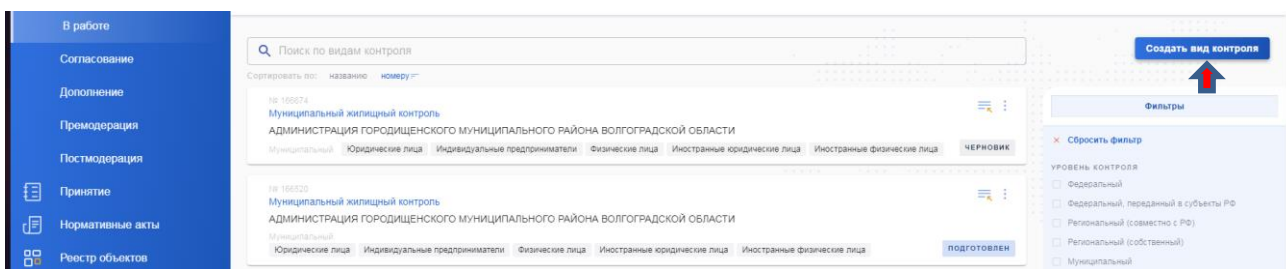 В работе
Согласование
Дополнение
Премодерация
Постмодерация
Принятие
Нормативные акты
Реестр объектов
Поиск по видам контроля
Сортировать по: названию номеру
№ 166674
Муниципальный жилищный контроль
АДМИНИСТРАЦИЯ ГОРОДИЩЕНСКОГО МУНИЦИПАЛЬНОГО РАЙОНА ВОЛГОГРАДСКОЙ ОБЛАСТИ
Муниципальный Юридические лица Индивидуальные предприниматели Физические лица Иностранные юридические лица Иностранные физические лица ЧЕРНОВИК
№ 166520
Муниципальный жилищный контроль
АДМИНИСТРАЦИЯ ГОРОДИЩЕНСКОГО МУНИЦИПАЛЬНОГО РАЙОНА ВОЛГОГРАДСКОЙ ОБЛАСТИ
Муниципальный
Юридические лица Индивидуальные предприниматели Физические лица Иностранные юридические лица Иностранные физические лица ПОДГОТОВЛЕН
Создать вид контроля
Фильтры
× Сбросить фильтр
УРОВЕНЬ КОНТРОЛЯ
Федеральный
Федеральный, переданный в субъекты РФ
Региональный (совместно с РФ)
Региональный (собственный)
Муниципальный